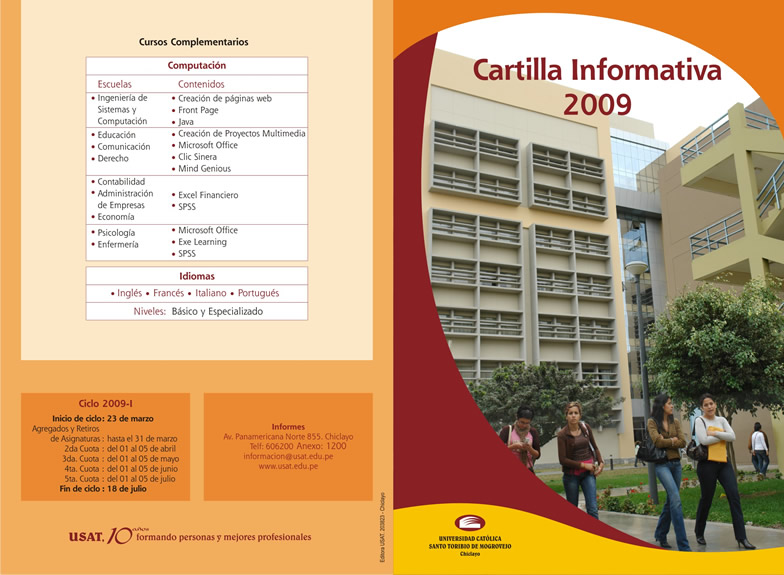 Cursos Complementarios
Computación
Escuelas Contenidos
• Ingeniería de
Sistemas y
Computación
• Creación de páginas web
• Front Page
• Java
• Educación
• Comunicación
• Derecho
• Creación de Proyectos Multimedia
• Microsoft Office
• Clic Sinera
• Mind Genious
• Contabilidad
• Administración
de Empresas
• Economía
• Excel Financiero
• SPSS
• Psicología
• Enfermería
• Microsoft Office
• Exe Learning
• SPSS
Idiomas
• Inglés • Francés • Italiano • Portugués
Niveles: Básico y Especializado
Ciclo 2009-I
Inicio de ciclo: 23 de marzo
Agregados y Retiros
de Asignaturas : hasta el 31 de marzo
2da Cuota : del 01 al 05 de abril
3da. Cuota : del 01 al 05 de mayo
4ta. Cuota : del 01 al 05 de junio
5ta. Cuota : del 01 al 05 de julio
Fin de ciclo : 18 de julio
Informes
Av. Panamericana Norte 855. Chiclayo
Telf: 606200 Anexo: 1200
informacion@usat.edu.pe
www.usat.edu.pe
USAT. 10 años formando personas y mejores profesionales
Editora USAT. 203823 - Chiclayo
Cartilla Informativa
2009
UNIVERSIDAD CATÓLICA
SANTO TORIBIO DE MOGROVEJO
Chiclayo